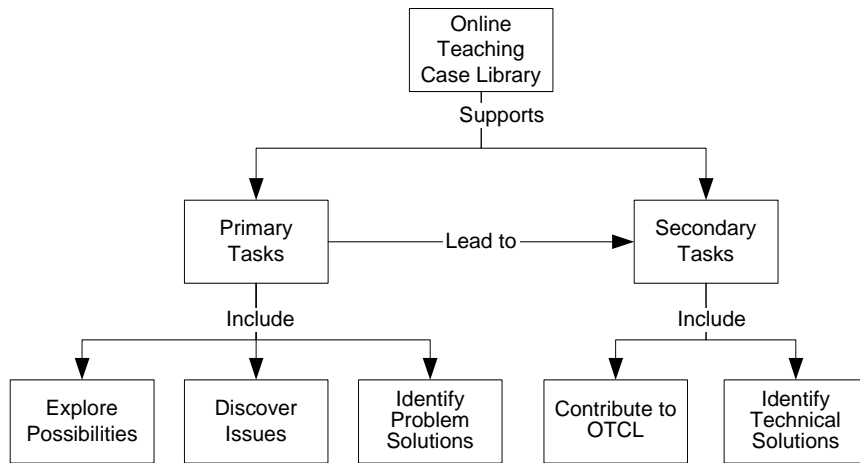 Online
Teaching
Case Library
Supports
Primary
Tasks
Lead to
Secondary
Tasks
Include
Include
Explore
Possibilities
Discover
Issues
Identify
Problem
Solutions
Contribute to
OTCL
Identify
Technical
Solutions